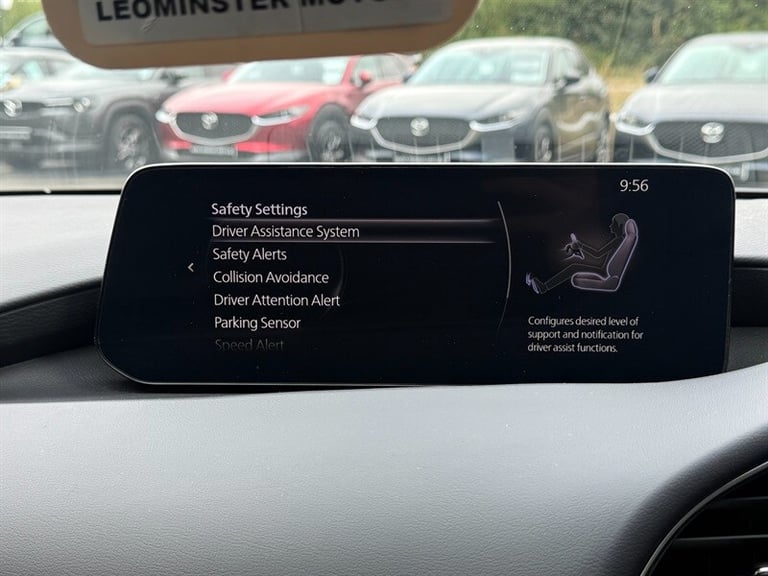 LEOMINSTER
9:56
Safety Settings
Driver Assistance System
Safety Alerts
Collision Avoidance
Driver Attention Alert
Parking Sensor
Speed Alert
Configures desired level of
support and notification for
driver assist functions.